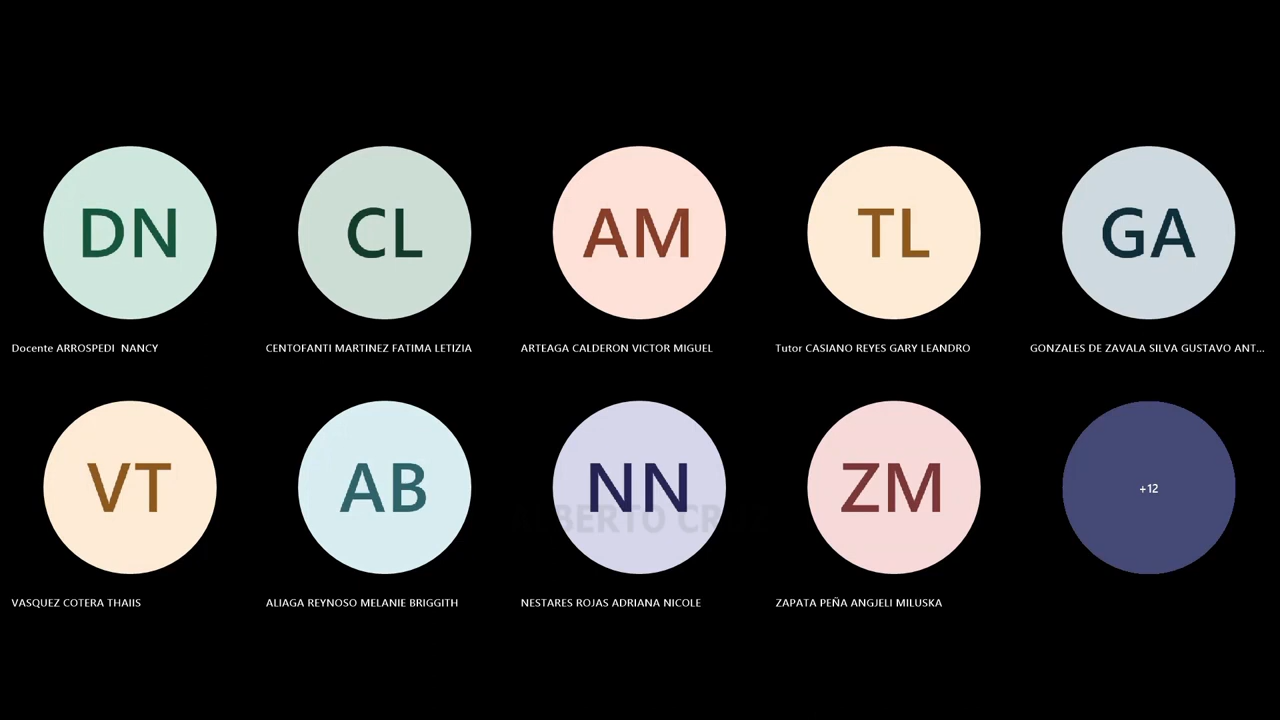 DN
CL
AM
TL
GA
Docente ARROSPEDI  NANCY
CENTOFANTI MARTINEZ FATIMA LETIZIA
ARTEAGA CALDERON VICTOR MIGUEL
Tutor CASIANO REYES GARY LEANDRO
GONZALES DE ZAVALA SILVA GUSTAVO ANT...
VT
AB
NN
ZM
+12
VASQUEZ COTERA THAIIS
ALIAGA REYNOSO MELANIE BRIGGITH
NESTARES ROJAS ADRIANA NICOLE
ZAPATA PEÑA ANGJELI MILUSKA